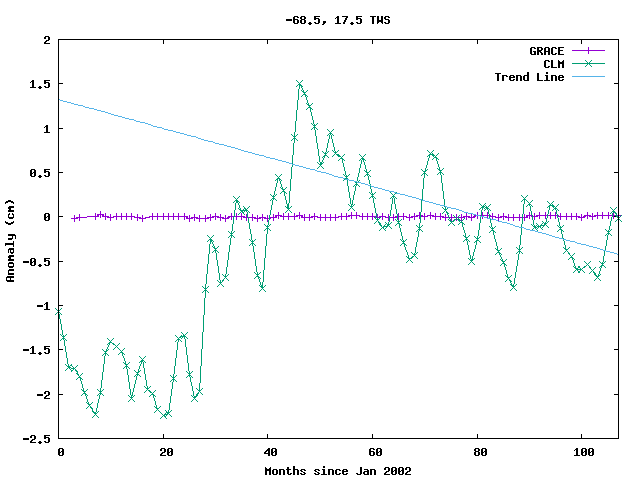 -68.5, 17.5 TWS
GRACE
CLM
Trend Line
2
1.5
1
0.5
0
-0.5
-1
-1.5
-2
-2.5
Anomaly (cm)
0 20 40 60 80 100
Months since Jan 2002